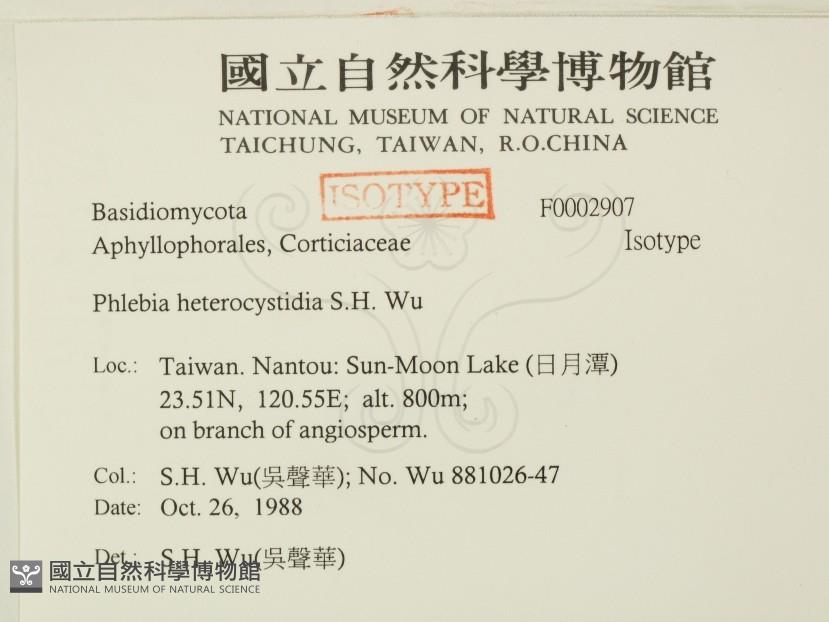 國立自然科學博物館
NATIONAL MUSEUM OF NATURAL SCIENCE
TAICHUNG, TAIWAN, R.O.CHINA
ISOTYPE
Basidiomycota F0002907
Aphyllophorales, Corticiaceae Isotype
Phlebia heterocystidia S.H. Wu
Loc.: Taiwan. Nantou: Sun-Moon Lake (日月潭)
23.51N, 120.55E; alt. 800m;
on branch of angiosperm.
Col.: S.H. Wu(吳聲華); No. Wu 881026-47
Date: Oct. 26, 1988
Det.: S.H. Wu(吳聲華)
國立自然科學博物館
NATIONAL MUSEUM OF NATURAL SCIENCE